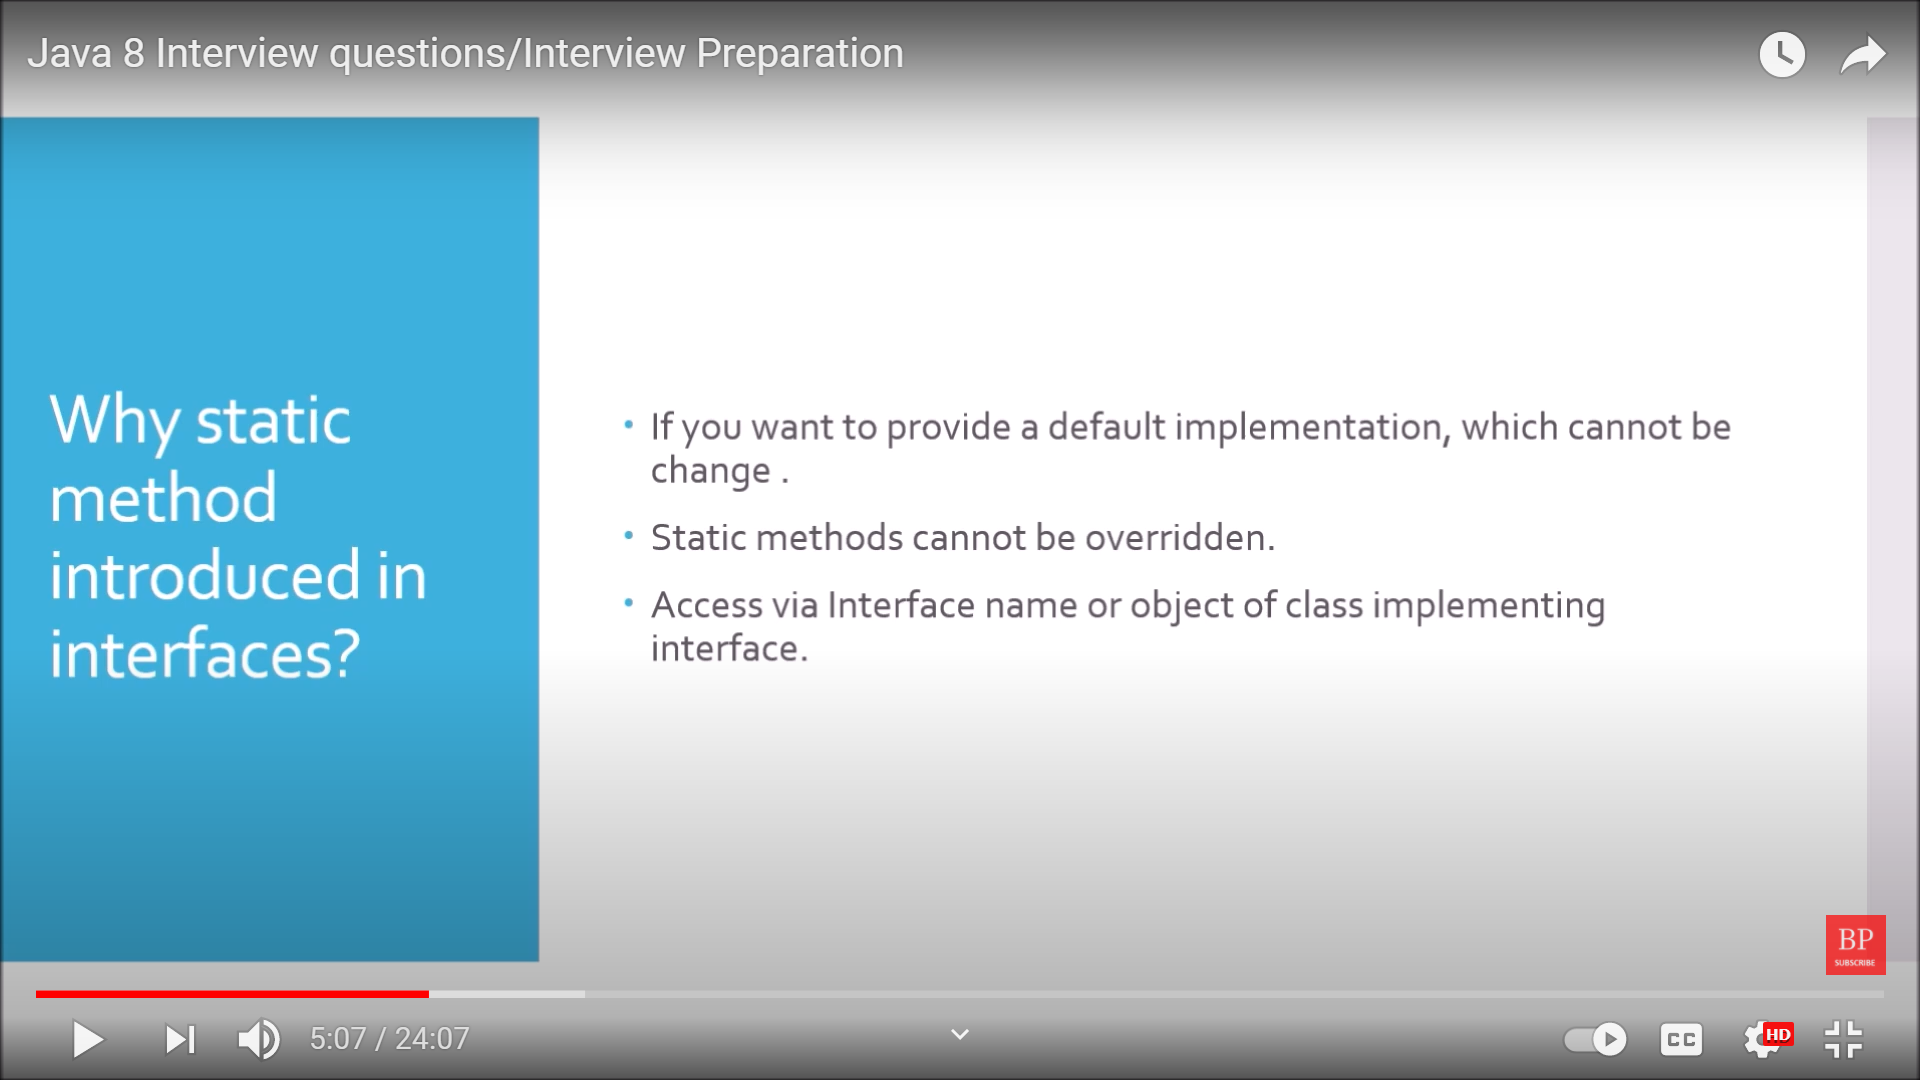 Java 8 Interview questions/Interview Preparation
Why static
method
introduced in
interfaces?
• If you want to provide a default implementation, which cannot be
change .
• Static methods cannot be overridden.
• Access via Interface name or object of class implementing
interface.
BP
SUBSCRIBE
5:07 / 24:07
CC
HD